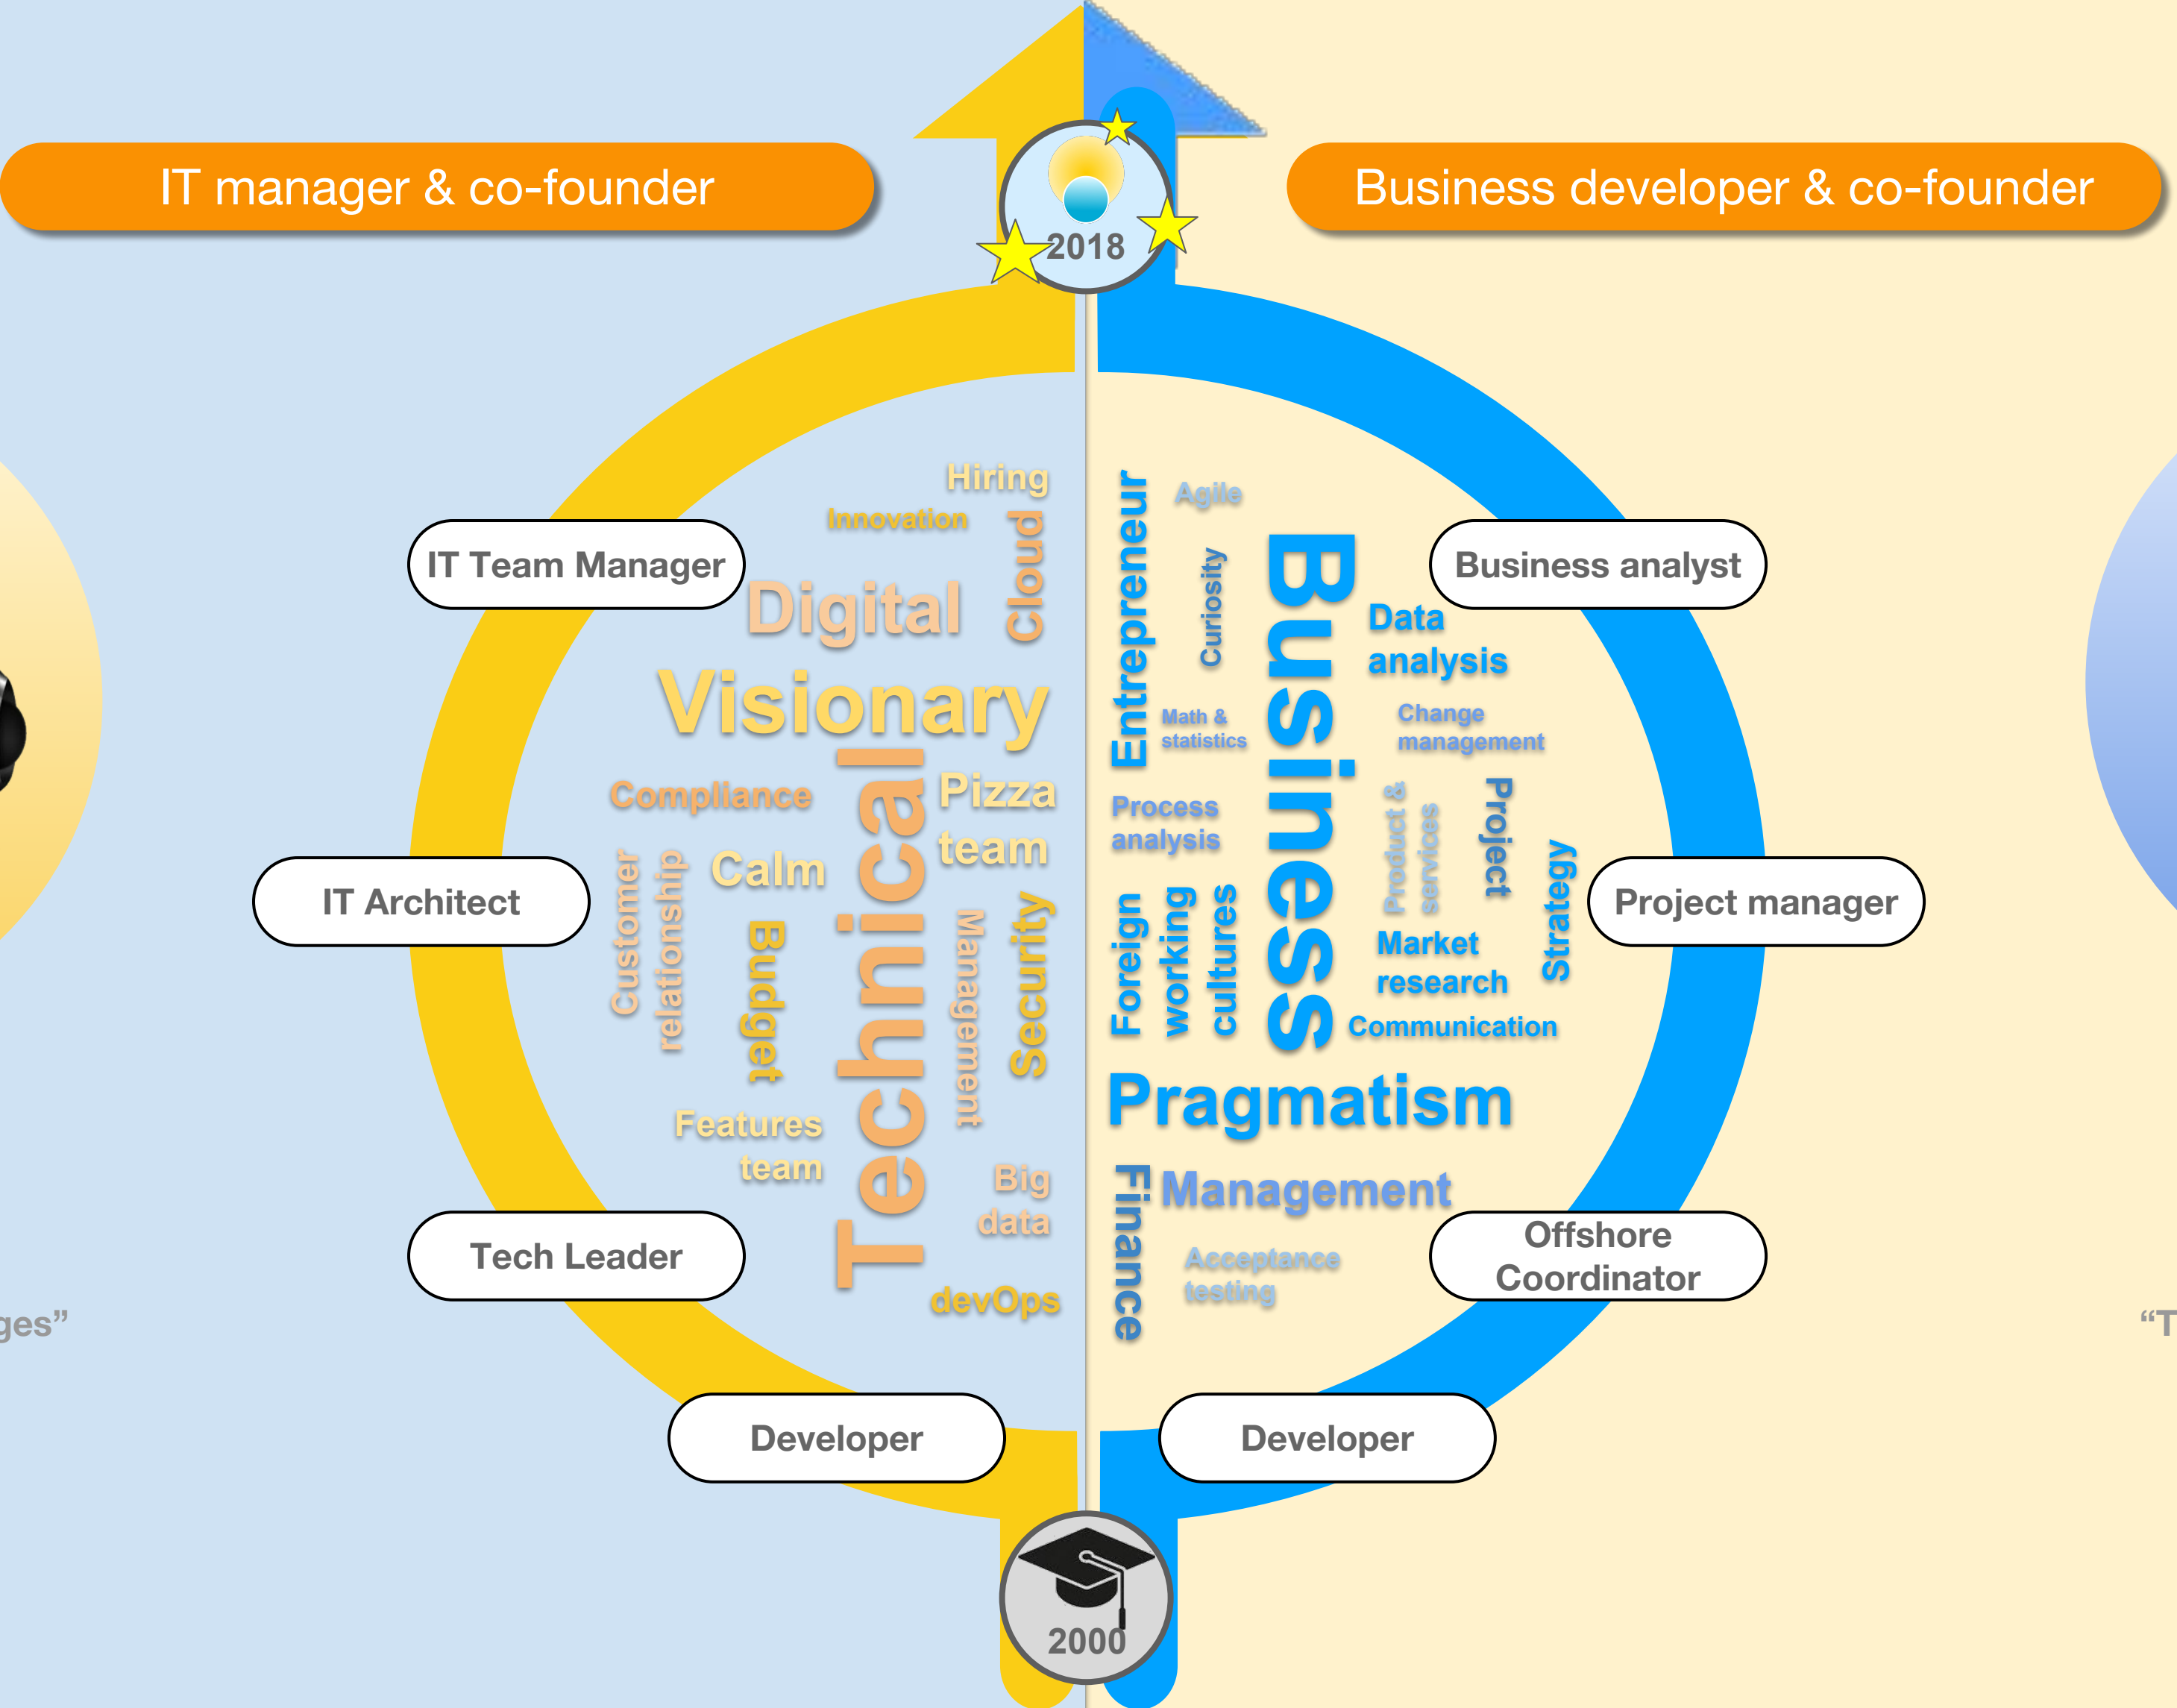 IT manager & co-founder
Business developer & co-founder
2018
IT Team Manager
IT Architect
Tech Leader
Developer
Hiring
Innovation
Cloud
Digital
Visionary
Technical
Compliance
Pizza
team
Calm
Customer
relationship
Budget
Management
Security
Features
team
Big
data
devOps
Business analyst
Project manager
Offshore
Coordinator
Developer
Entrepreneur
Agile
Curiosity
Business
Data
analysis
Math &
statistics
Change
management
Process
analysis
Product &
services
Project
Strategy
Foreign
working
cultures
Market
research
Communication
Pragmatism
Finance
Management
Acceptance
testing
2000
ges”
“T